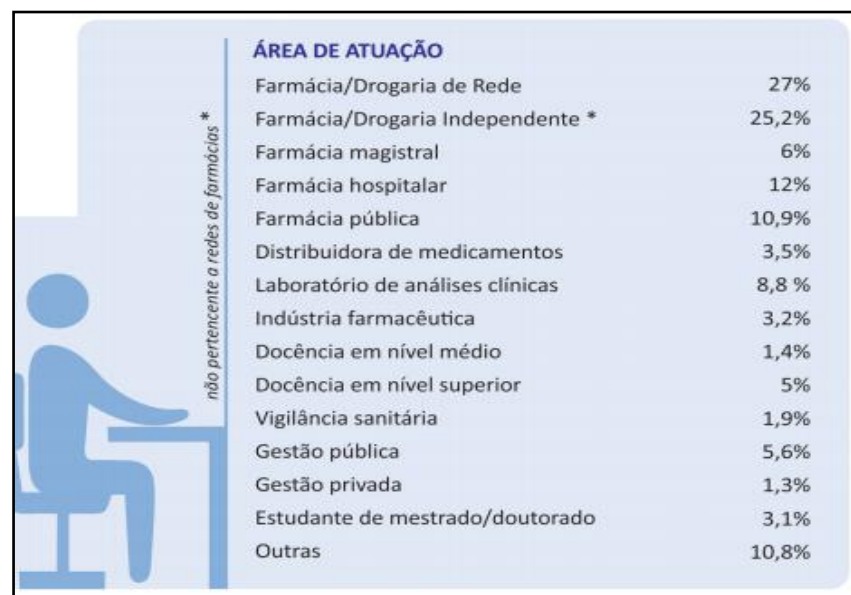 ÁREA DE ATUAÇÃO
Farmácia/Drogaria de Rede 27%
Farmácia/Drogaria Independente * 25,2%
Farmácia magistral 6%
Farmácia hospitalar 12%
Farmácia pública 10,9%
Distribuidora de medicamentos 3,5%
Laboratório de análises clínicas 8,8 %
Indústria farmacêutica 3,2%
Docência em nível médio 1,4%
Docência em nível superior 5%
Vigilância sanitária 1,9%
Gestão pública 5,6%
Gestão privada 1,3%
Estudante de mestrado/doutorado 3,1%
Outras 10,8%
não pertencente a redes de farmácias *